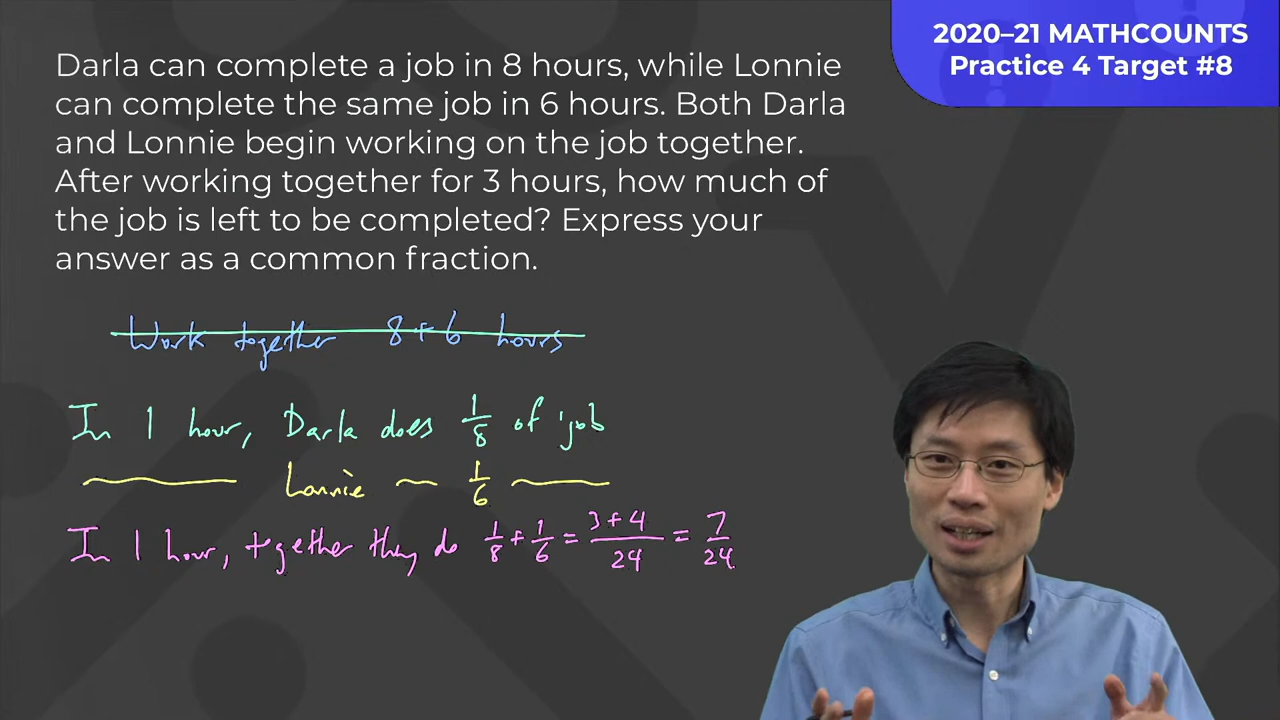 2020–21 MATHCOUNTS
Practice 4 Target #8
Darla can complete a job in 8 hours, while Lonnie
can complete the same job in 6 hours. Both Darla
and Lonnie begin working on the job together.
After working together for 3 hours, how much of
the job is left to be completed? Express your
answer as a common fraction.
Work together 8+6 hours
In 1 hour, Darla does 1/8 of job
Lonnie 1/6
In 1 hour, together they do 1/8 + 1/6 = 3+4/24 = 7/24